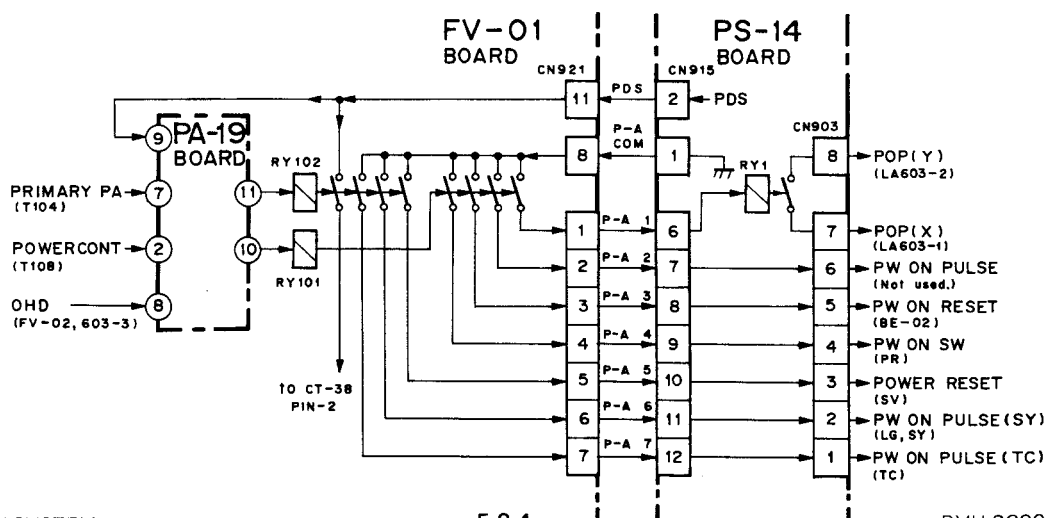 FV-01
BOARD
PS-14
BOARD
CN921
CN915
11
PDS
2
PDS
9
PA-19
BOARD
8
P-A
COM
1
CN903
RY102
RY1
8
POP(Y)
(LA603-2)
PRIMARY PA
(T104)
7
11
1
P-A 1
6
7
POP(X)
(LA603-1)
POWERCONT
(T108)
2
10
RY101
2
P-A 2
7
6
PW ON PULSE
(Not used.)
OHD
(FV-02, 603-3)
8
3
P-A 3
8
5
PW ON RESET
(BE-02)
4
P-A 4
9
4
PW ON SW
(PR)
TO CT-38
PIN-2
5
P-A 5
10
3
POWER RESET
(SV)
6
P-A 6
11
2
PW ON PULSE(SY)
(LG,SY)
7
P-A 7
12
1
PW ON PULSE(TC)
(TC)